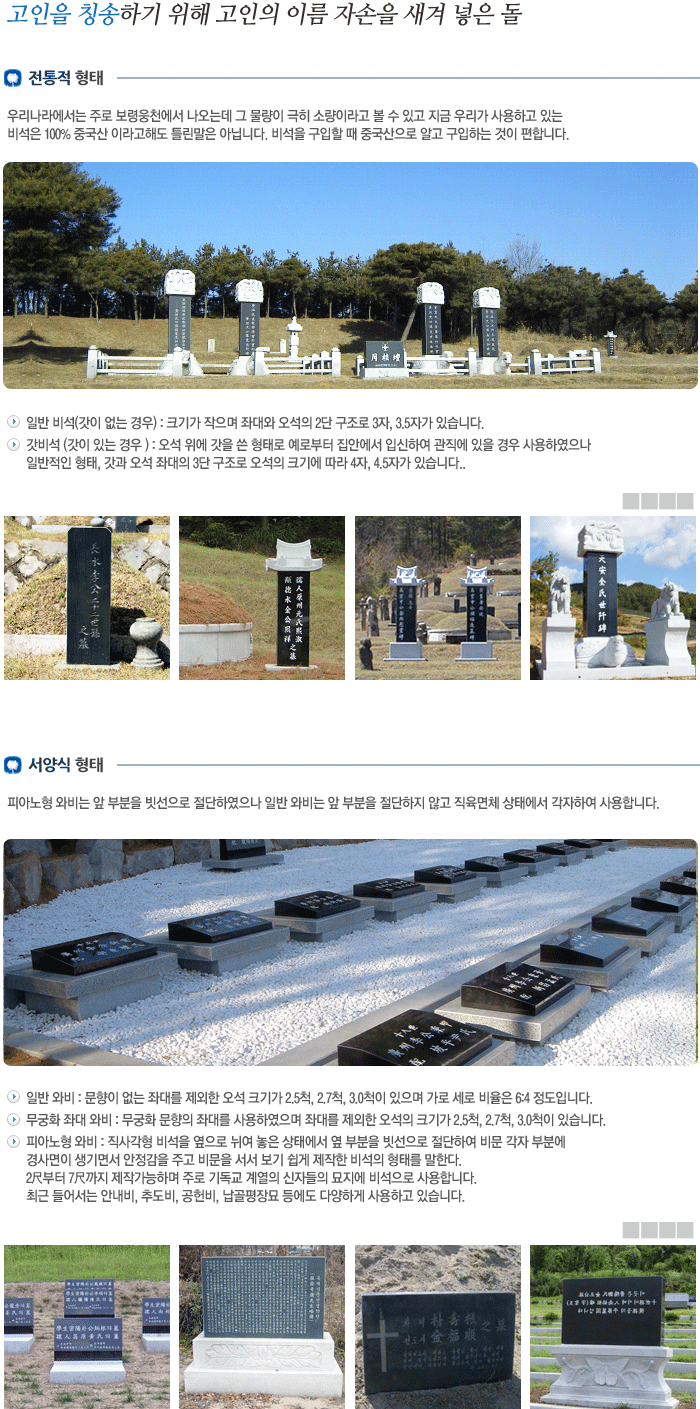 고인을 칭송하기 위해 고인의 이름 자손을 새겨 넣은 돌
전통적 형태
우리나라에서는 주로 보령웅천에서 나오는데 그 물량이 극히 소량이라고 볼 수 있고 지금 우리가 사용하고 있는
비석은 100% 중국산 이라고해도 틀린말은 아닙니다. 비석을 구입할 때 중국산으로 알고 구입하는 것이 편합니다.
月桂壇
일반 비석(갓이 없는 경우) : 크기가 작으며 좌대와 오석의 2단 구조로 3자, 3.5자가 있습니다.
갓비석 (갓이 있는 경우 ) : 오석 위에 갓을 쓴 형태로 예로부터 집안에서 입신하여 관직에 있을 경우 사용하였으나
일반적인 형태, 갓과 오석 좌대의 3단 구조로 오석의 크기에 따라 4자, 4.5자가 있습니다..
長水李公二十二世孫
之墓
孺人原州元氏熙淑
順德水金公熙祥之墓
天安全氏世阡碑
서양식 형태
피아노형 와비는 앞 부분을 빗선으로 절단하였으나 일반 와비는 앞 부분을 절단하지 않고 직육면체 상태에서 각자하여 사용합니다.
일반 와비 : 문향이 없는 좌대를 제외한 오석 크기가 2.5척, 2.7척, 3.0척이 있으며 가로 세로 비율은 6:4 정도입니다.
무궁화 좌대 와비 : 무궁화 문향의 좌대를 사용하였으며 좌대를 제외한 오석의 크기가 2.5척, 2.7척, 3.0척이 있습니다.
피아노형 와비 : 직사각형 비석을 옆으로 뉘여 놓은 상태에서 옆 부분을 빗선으로 절단하여 비문 각자 부분에
경사면이 생기면서 안정감을 주고 비문을 서서 보기 쉽게 제작한 비석의 형태를 말한다.
2尺부터 7尺까지 제작가능하며 주로 기독교 계열의 신자들의 묘지에 비석으로 사용합니다.
최근 들어서는 안내비, 추도비, 공헌비, 납골평장묘 등에도 다양하게 사용하고 있습니다.